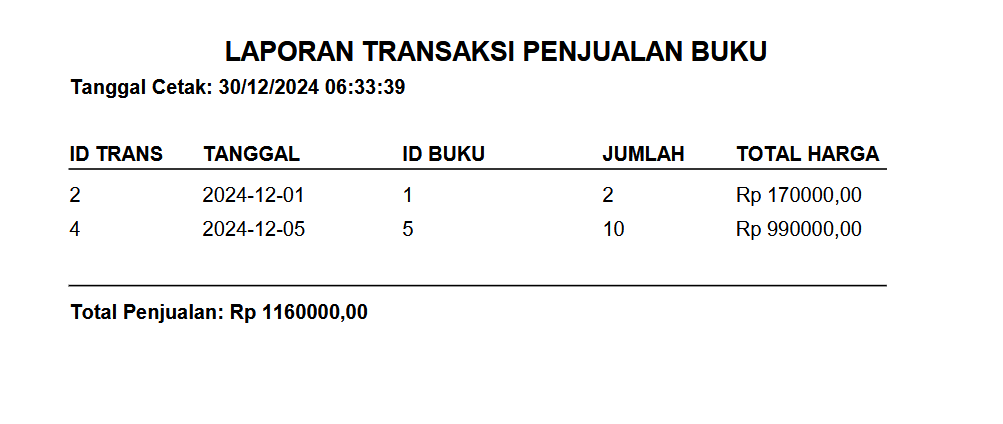 LAPORAN TRANSAKSI PENJUALAN BUKU
Tanggal Cetak: 30/12/2024 06:33:39
ID TRANS TANGGAL ID BUKU JUMLAH TOTAL HARGA
2 2024-12-01 1 2 Rp 170000,00
4 2024-12-05 5 10 Rp 990000,00
Total Penjualan: Rp 1160000,00